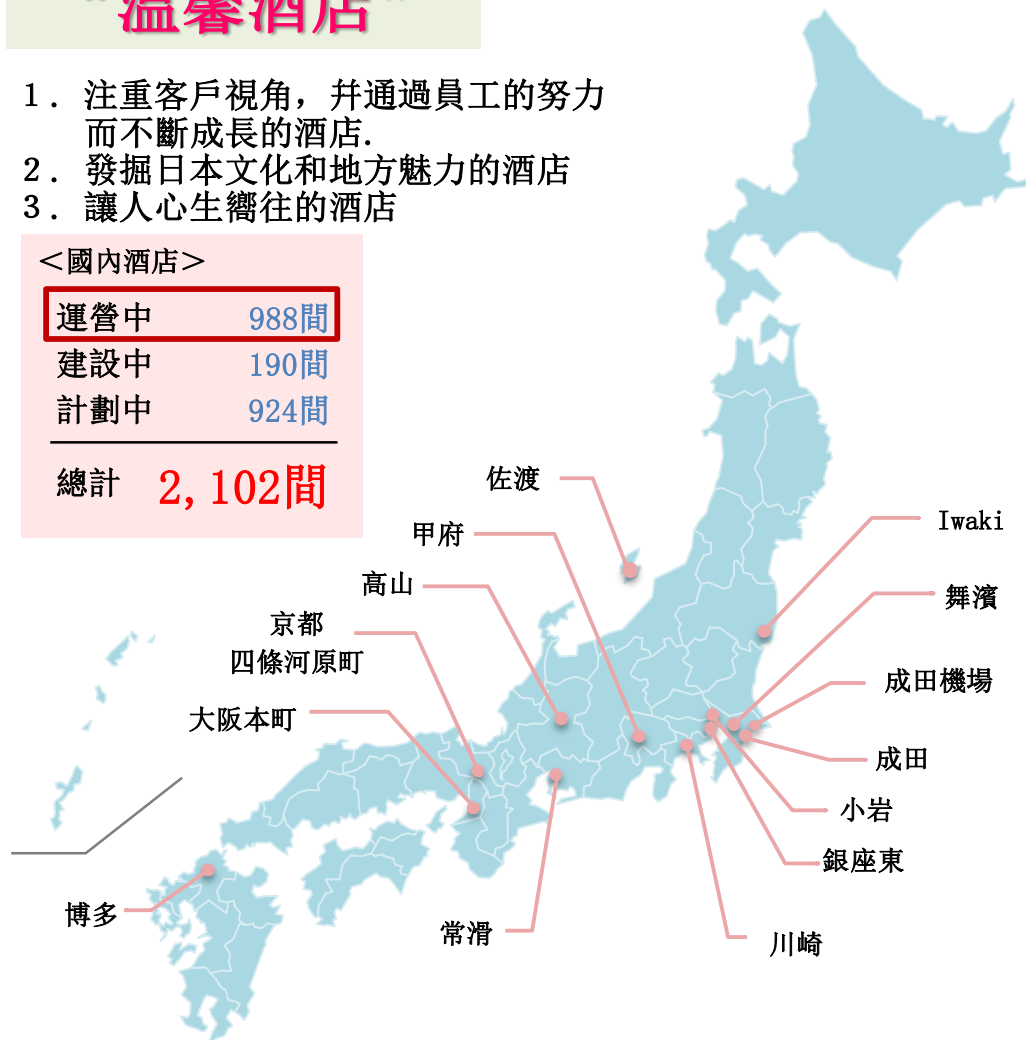 "溫馨酒店"
1. 注重客戶視角，幷通過員工的努力
而不斷成長的酒店.
2. 發掘日本文化和地方魅力的酒店
3. 讓人心生嚮往的酒店
＜國內酒店＞
運營中 988間
建設中 190間
計劃中 924間
總計 2,102間
佐渡
甲府
高山
京都
四條河原町
大阪本町
Iwaki
舞濱
成田機場
成田
小岩
銀座東
川崎
常滑
博多